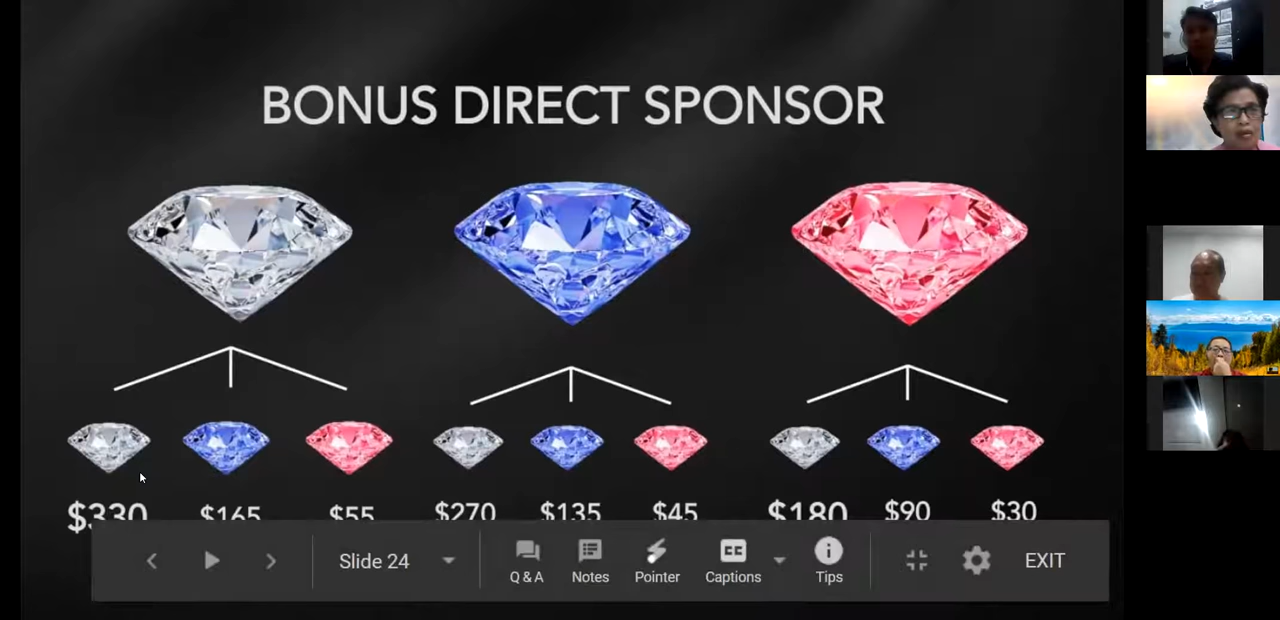 BONUS DIRECT SPONSOR
$330 $165 $55 $270 $135 $45 $180 $90 $30
Slide 24
Q & A Notes Pointer CC Captions Tips EXIT